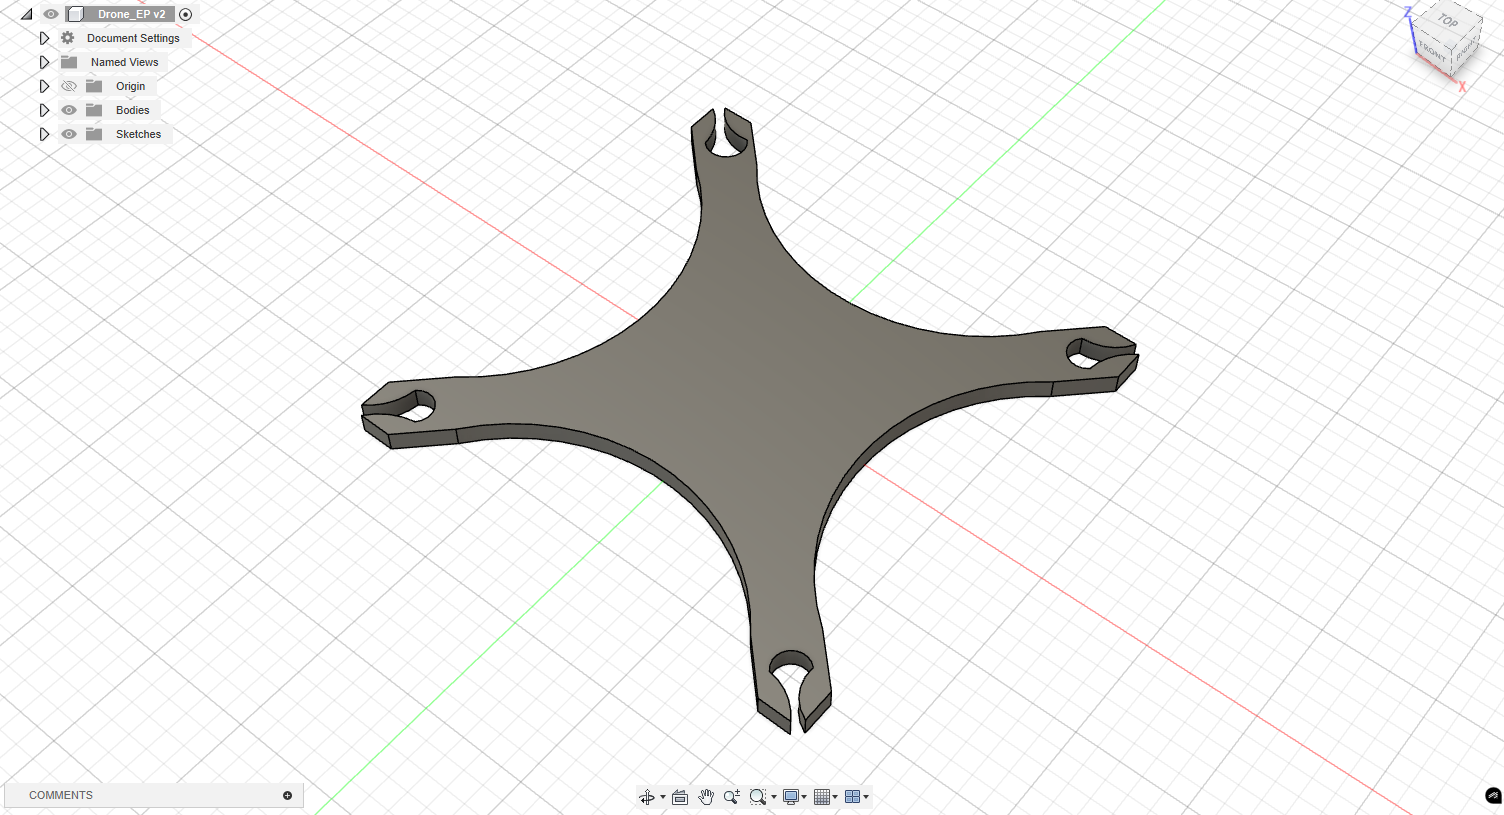 Drone_EP v2
Document Settings
Named Views
Origin
Bodies
Sketches
Z
TOP
FRONT
RIGHT
X
COMMENTS